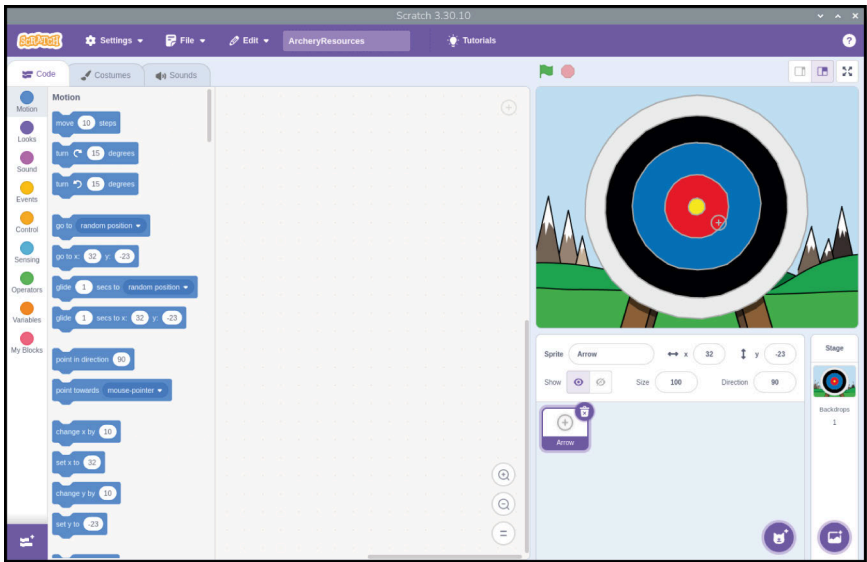 Scratch 3.30.10
SCRATCH Settings File Edit ArcheryResources Tutorials ?
Code Costumes Sounds
Motion
Looks
Sound
Events
Control
Sensing
Operators
Variables
My Blocks
Motion
move 10 steps
turn 15 degrees
turn 15 degrees
go to random position
go to x: 32 y: -23
glide 1 secs to random position
glide 1 secs to x: 32 y: -23
point in direction 90
point towards mouse-pointer
change x by 10
set x to 32
change y by 10
set y to -23
Sprite Arrow x 32 y -23
Show Size 100 Direction 90
Arrow
Stage
Backdrops
1